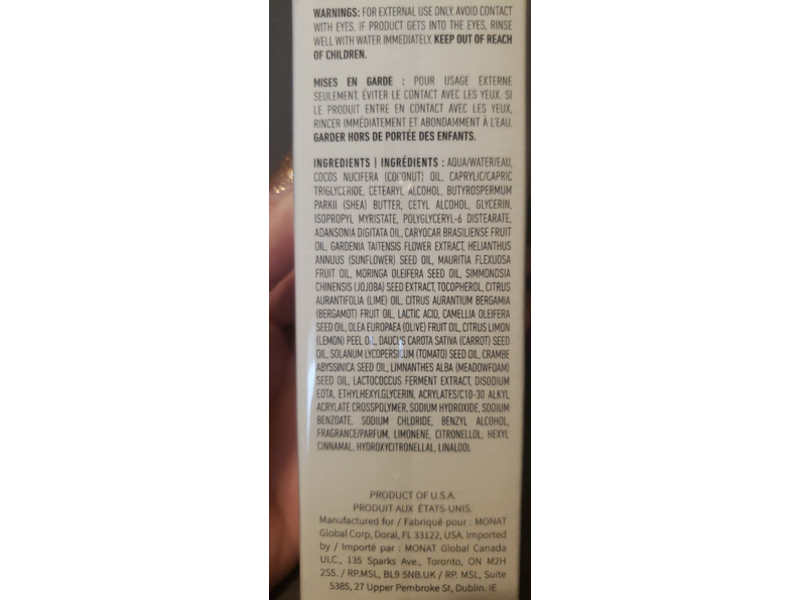 WARNINGS: FOR EXTERNAL USE ONLY. AVOID CONTACT
WITH EYES. IF PRODUCT GETS INTO THE EYES, RINSE
WELL WITH WATER IMMEDIATELY. KEEP OUT OF REACH
OF CHILDREN.
MISES EN GARDE : POUR USAGE EXTERNE
SEULEMENT. ÉVITER LE CONTACT AVEC LES YEUX. SI
LE PRODUIT ENTRE EN CONTACT AVEC LES YEUX,
RINCER IMMÉDIATEMENT ET ABONDAMMENT À L'EAU.
GARDER HORS DE PORTÉE DES ENFANTS.
INGREDIENTS | INGRÉDIENTS : AQUA/WATER/EAU,
COCOS NUCIFERA (COCONUT) OIL, CAPRYLIC/CAPRIC
TRIGLYCERIDE, CETEARYL ALCOHOL, BUTYROSPERMUM
PARKII (SHEA) BUTTER, CETYL ALCOHOL, GLYCERIN,
ISOPROPYL MYRISTATE, POLYGLYCERYL-6 DISTEARATE,
ADANSONIA DIGITATA OIL, CARYOCAR BRASILIENSE FRUIT
OIL, GARDENIA TAITENSIS FLOWER EXTRACT, HELIANTHUS
ANNUUS (SUNFLOWER) SEED OIL, MAURITIA FLEXUOSA
FRUIT OIL, MORINGA OLEIFERA SEED OIL, SIMMONDSIA
CHINENSIS (JOJOBA) SEED EXTRACT, TOCOPHEROL, CITRUS
AURANTIFOLIA (LIME) OIL, CITRUS AURANTIUM BERGAMIA
(BERGAMOT) FRUIT OIL, LACTIC ACID, CAMELLIA OLEIFERA
SEED OIL, OLEA EUROPAEA (OLIVE) FRUIT OIL, CITRUS LIMON
(LEMON) PEEL OIL, DAUCUS CAROTA SATIVA (CARROT) SEED
OIL, SOLANUM LYCOPERSICUM (TOMATO) SEED OIL, CRAMBE
ABYSSINICA SEED OIL, LIMNANTHES ALBA (MEADOWFOAM)
SEED OIL, LACTOCOCCUS FERMENT EXTRACT, DISODIUM
EDTA, ETHYLHEXYLGLYCERIN, ACRYLATES/C10-30 ALKYL
ACRYLATE CROSSPOLYMER, SODIUM HYDROXIDE, SODIUM
BENZOATE, SODIUM CHLORIDE, BENZYL ALCOHOL,
FRAGRANCE/PARFUM, LIMONENE, CITRONELLOL, HEXYL
CINNAMAL, HYDROXYCITRONELLAL, LINALOOL
PRODUCT OF U.S.A.
PRODUIT AUX ÉTATS-UNIS.
Manufactured for / Fabriqué pour : MONAT
Global Corp, Doral, FL 33122, USA. Imported
by / Importé par : MONAT Global Canada
ULC., 135 Sparks Ave., Toronto, ON M2H
2S5. / RP.MSL, BL9 5NB.UK / RP. MSL, Suite
5385, 27 Upper Pembroke St, Dublin. IE